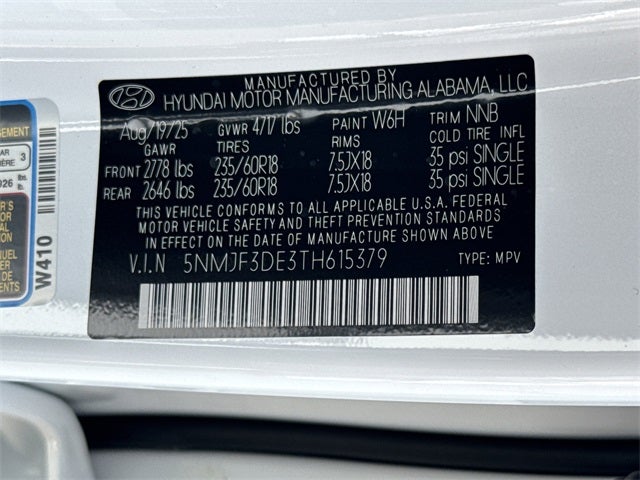 MANUFACTURED BY
HYUNDAI MOTOR MANUFACTURING ALABAMA, LLC
Aug/19/25 GVWR 4717 lbs PAINT W6H TRIM NNB
GAWR TIRES RIMS COLD TIRE INFL
FRONT 2778 lbs 235/60R18 7.5JX18 35 psi SINGLE
REAR 2646 lbs 235/60R18 7.5JX18 35 psi SINGLE
THIS VEHICLE CONFORMS TO ALL APPLICABLE U.S.A. FEDERAL
MOTOR VEHICLE SAFETY AND THEFT PREVENTION STANDARDS
IN EFFECT ON THE DATE OF MANUFACTURE SHOWN ABOVE.
V.I.N 5NMJF3DE3TH615379 TYPE: MPV
W410